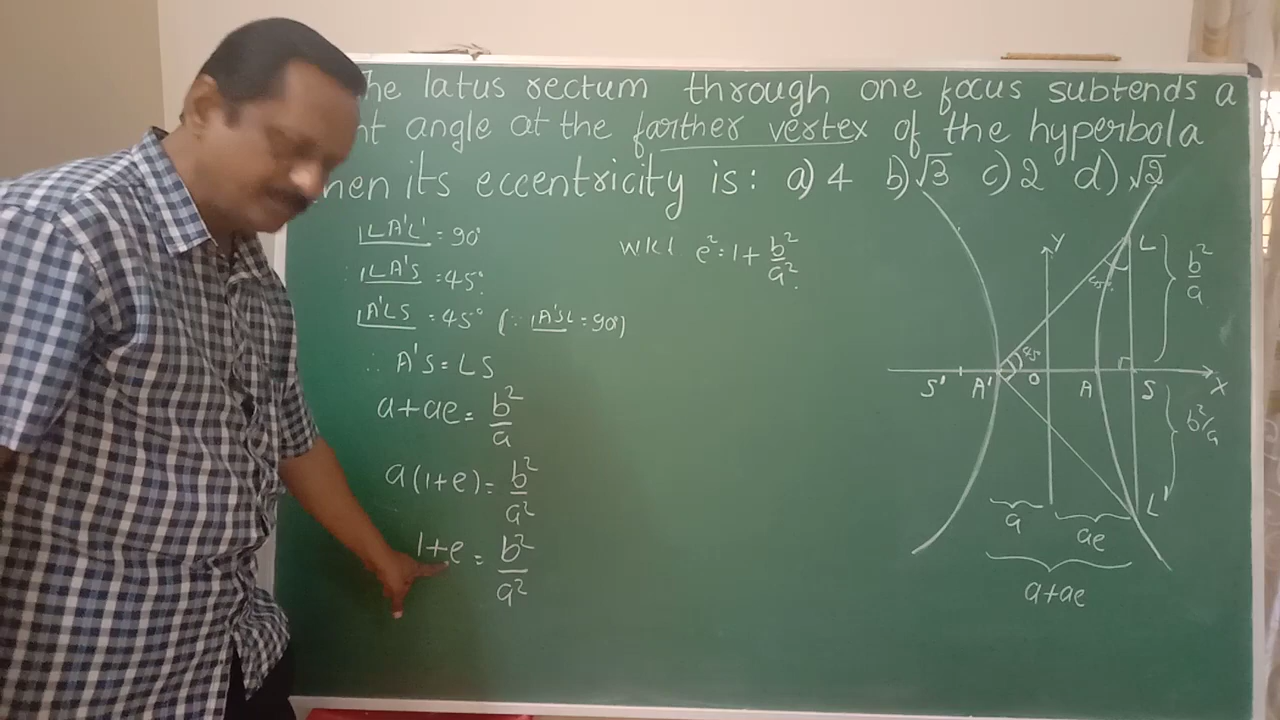 he latus rectum through one focus subtends a
nt angle at the farther vertex of the hyperbola
hen its eccentricity is: a) 4 b) √3 c) 2 d) √2
∠LA'L' = 90°
∴ ∠LA'S = 45°
∠A'LS = 45° (∵ ∠A'SL = 90°)
∴ A'S = LS
a+ae = b²/a
a(1+e) = b²/a²
1+e = b²/a²
wkt e² = 1 + b²/a²
Y
L
45°
b²/a
45
S' A' O A S X
b²/a
L'
a
ae
a+ae